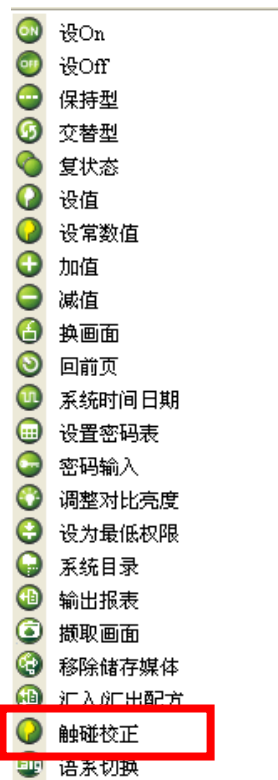 ON 设On
OFF 设Off
保持型
交替型
复状态
设值
设常数值
加值
减值
换画面
回前页
系统时间日期
设置密码表
密码输入
调整对比亮度
设为最低权限
系统目录
输出报表
撷取画面
移除储存媒体
汇入/汇出配方
触碰校正
语系切换